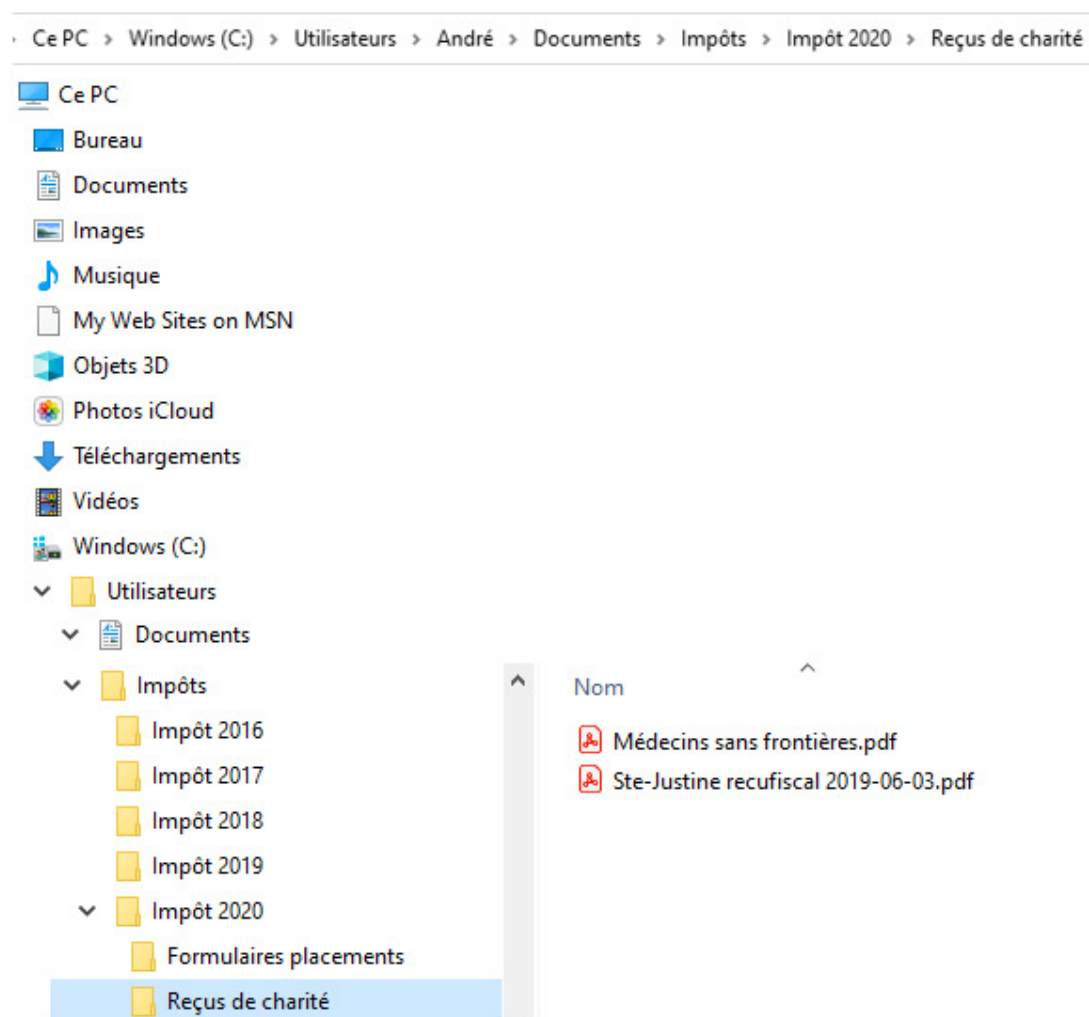 › Ce PC › Windows (C:) › Utilisateurs › André › Documents › Impôts › Impôt 2020 › Reçus de charité
Ce PC
Bureau
Documents
Images
Musique
My Web Sites on MSN
Objets 3D
Photos iCloud
Téléchargements
Vidéos
Windows (C:)
Utilisateurs
Documents
Impôts
Impôt 2016
Impôt 2017
Impôt 2018
Impôt 2019
Impôt 2020
Formulaires placements
Reçus de charité
Nom
Médecins sans frontières.pdf
Ste-Justine recufiscal 2019-06-03.pdf